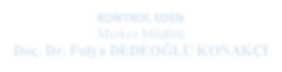 KONTROL EDEN
Merkez Müdürü
Doç. Dr. Fulya DEDEOĞLU KONAKÇI